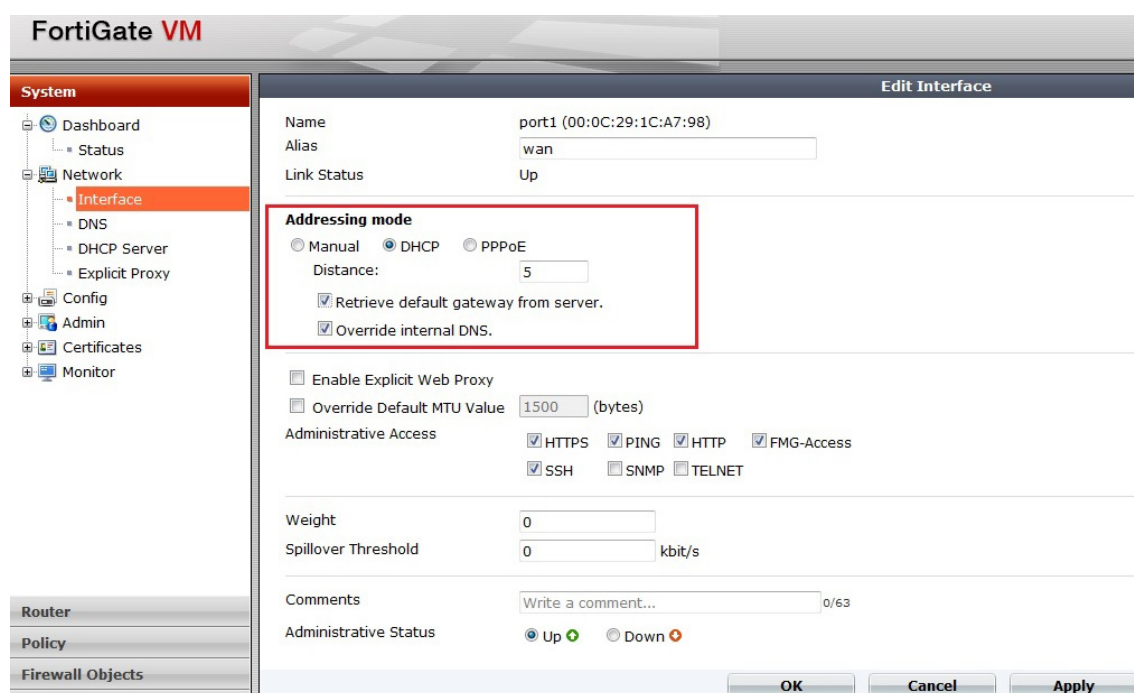 FortiGate VM
System
Dashboard
Status
Network
Interface
DNS
DHCP Server
Explicit Proxy
Config
Admin
Certificates
Monitor
Router
Policy
Firewall Objects
Edit Interface
Name port1 (00:0C:29:1C:A7:98)
Alias wan
Link Status Up
Addressing mode
Manual DHCP PPPoE
Distance: 5
Retrieve default gateway from server.
Override internal DNS.
Enable Explicit Web Proxy
Override Default MTU Value 1500 (bytes)
Administrative Access HTTPS PING HTTP FMG-Access
SSH SNMP TELNET
Weight 0
Spillover Threshold 0 kbit/s
Comments Write a comment... 0/63
Administrative Status Up Down
OK Cancel Apply